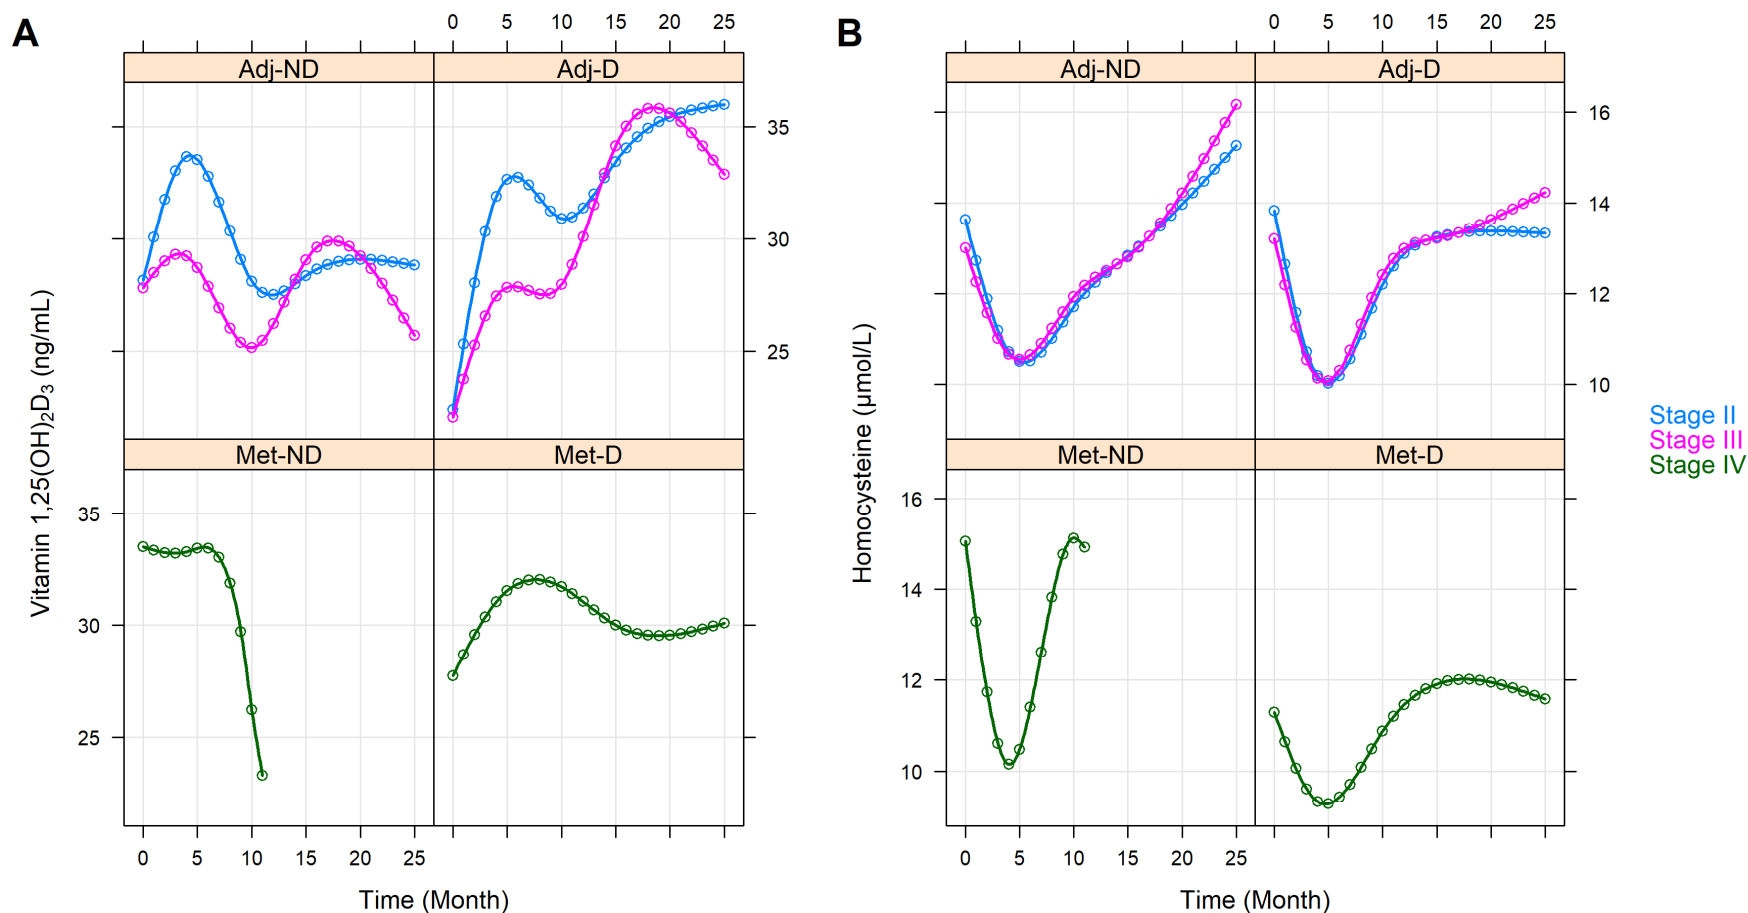 A
0 5 10 15 20 25
Adj-ND Adj-D
35
30
25
Met-ND Met-D
35
30
25
0 5 10 15 20 25
Time (Month)
Vitamin 1,25(OH)₂D₃ (ng/mL)
B
0 5 10 15 20 25
Adj-ND Adj-D
16
14
12
10
Met-ND Met-D
16
14
12
10
0 5 10 15 20 25
Time (Month)
Homocysteine (μmol/L)
Stage II
Stage III
Stage IV